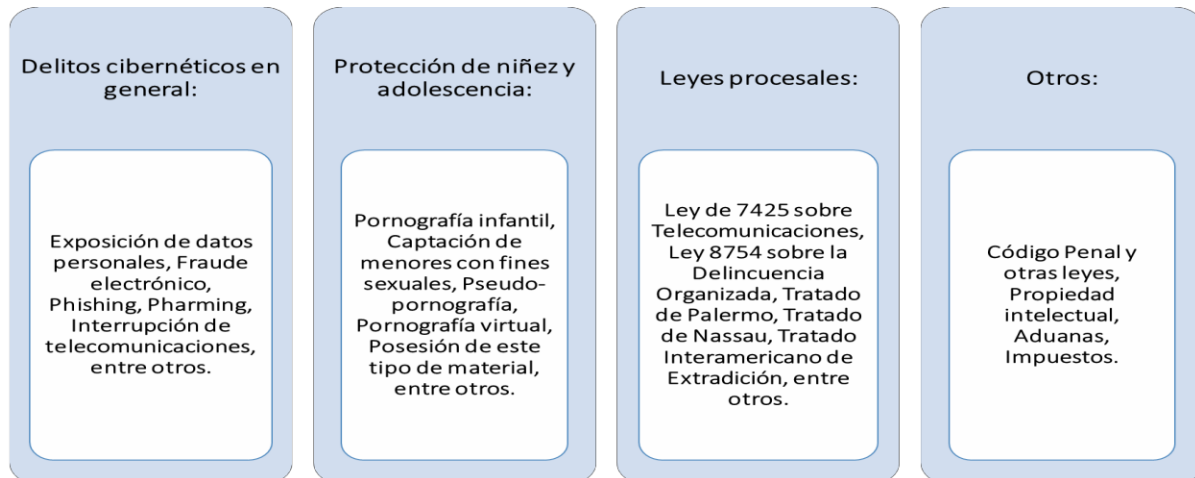 Delitos cibernéticos en
general:
Exposición de datos
personales, Fraude
electrónico,
Phishing, Pharming,
Interrupción de
telecomunicaciones,
entre otros.
Protección de niñez y
adolescencia:
Pornografía infantil,
Captación de
menores con fines
sexuales, Pseudo-
pornografía,
Pornografía virtual,
Posesión de este
tipo de material,
entre otros.
Leyes procesales:
Ley de 7425 sobre
Telecomunicaciones,
Ley 8754 sobre la
Delincuencia
Organizada, Tratado
de Palermo, Tratado
de Nassau, Tratado
Interamericano de
Extradición, entre
otros.
Otros:
Código Penal y
otras leyes,
Propiedad
intelectual,
Aduanas,
Impuestos.